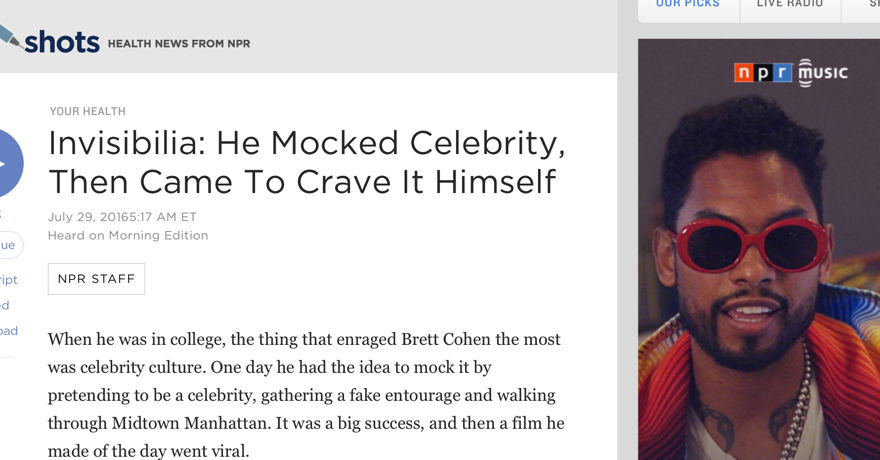 OUR PICKS
LIVE RADIO
shots HEALTH NEWS FROM NPR
npr music
YOUR HEALTH
Invisibilia: He Mocked Celebrity,
Then Came To Crave It Himself
July 29, 20165:17 AM ET
Heard on Morning Edition
NPR STAFF
When he was in college, the thing that enraged Brett Cohen the most
was celebrity culture. One day he had the idea to mock it by
pretending to be a celebrity, gathering a fake entourage and walking
through Midtown Manhattan. It was a big success, and then a film he
made of the day went viral.